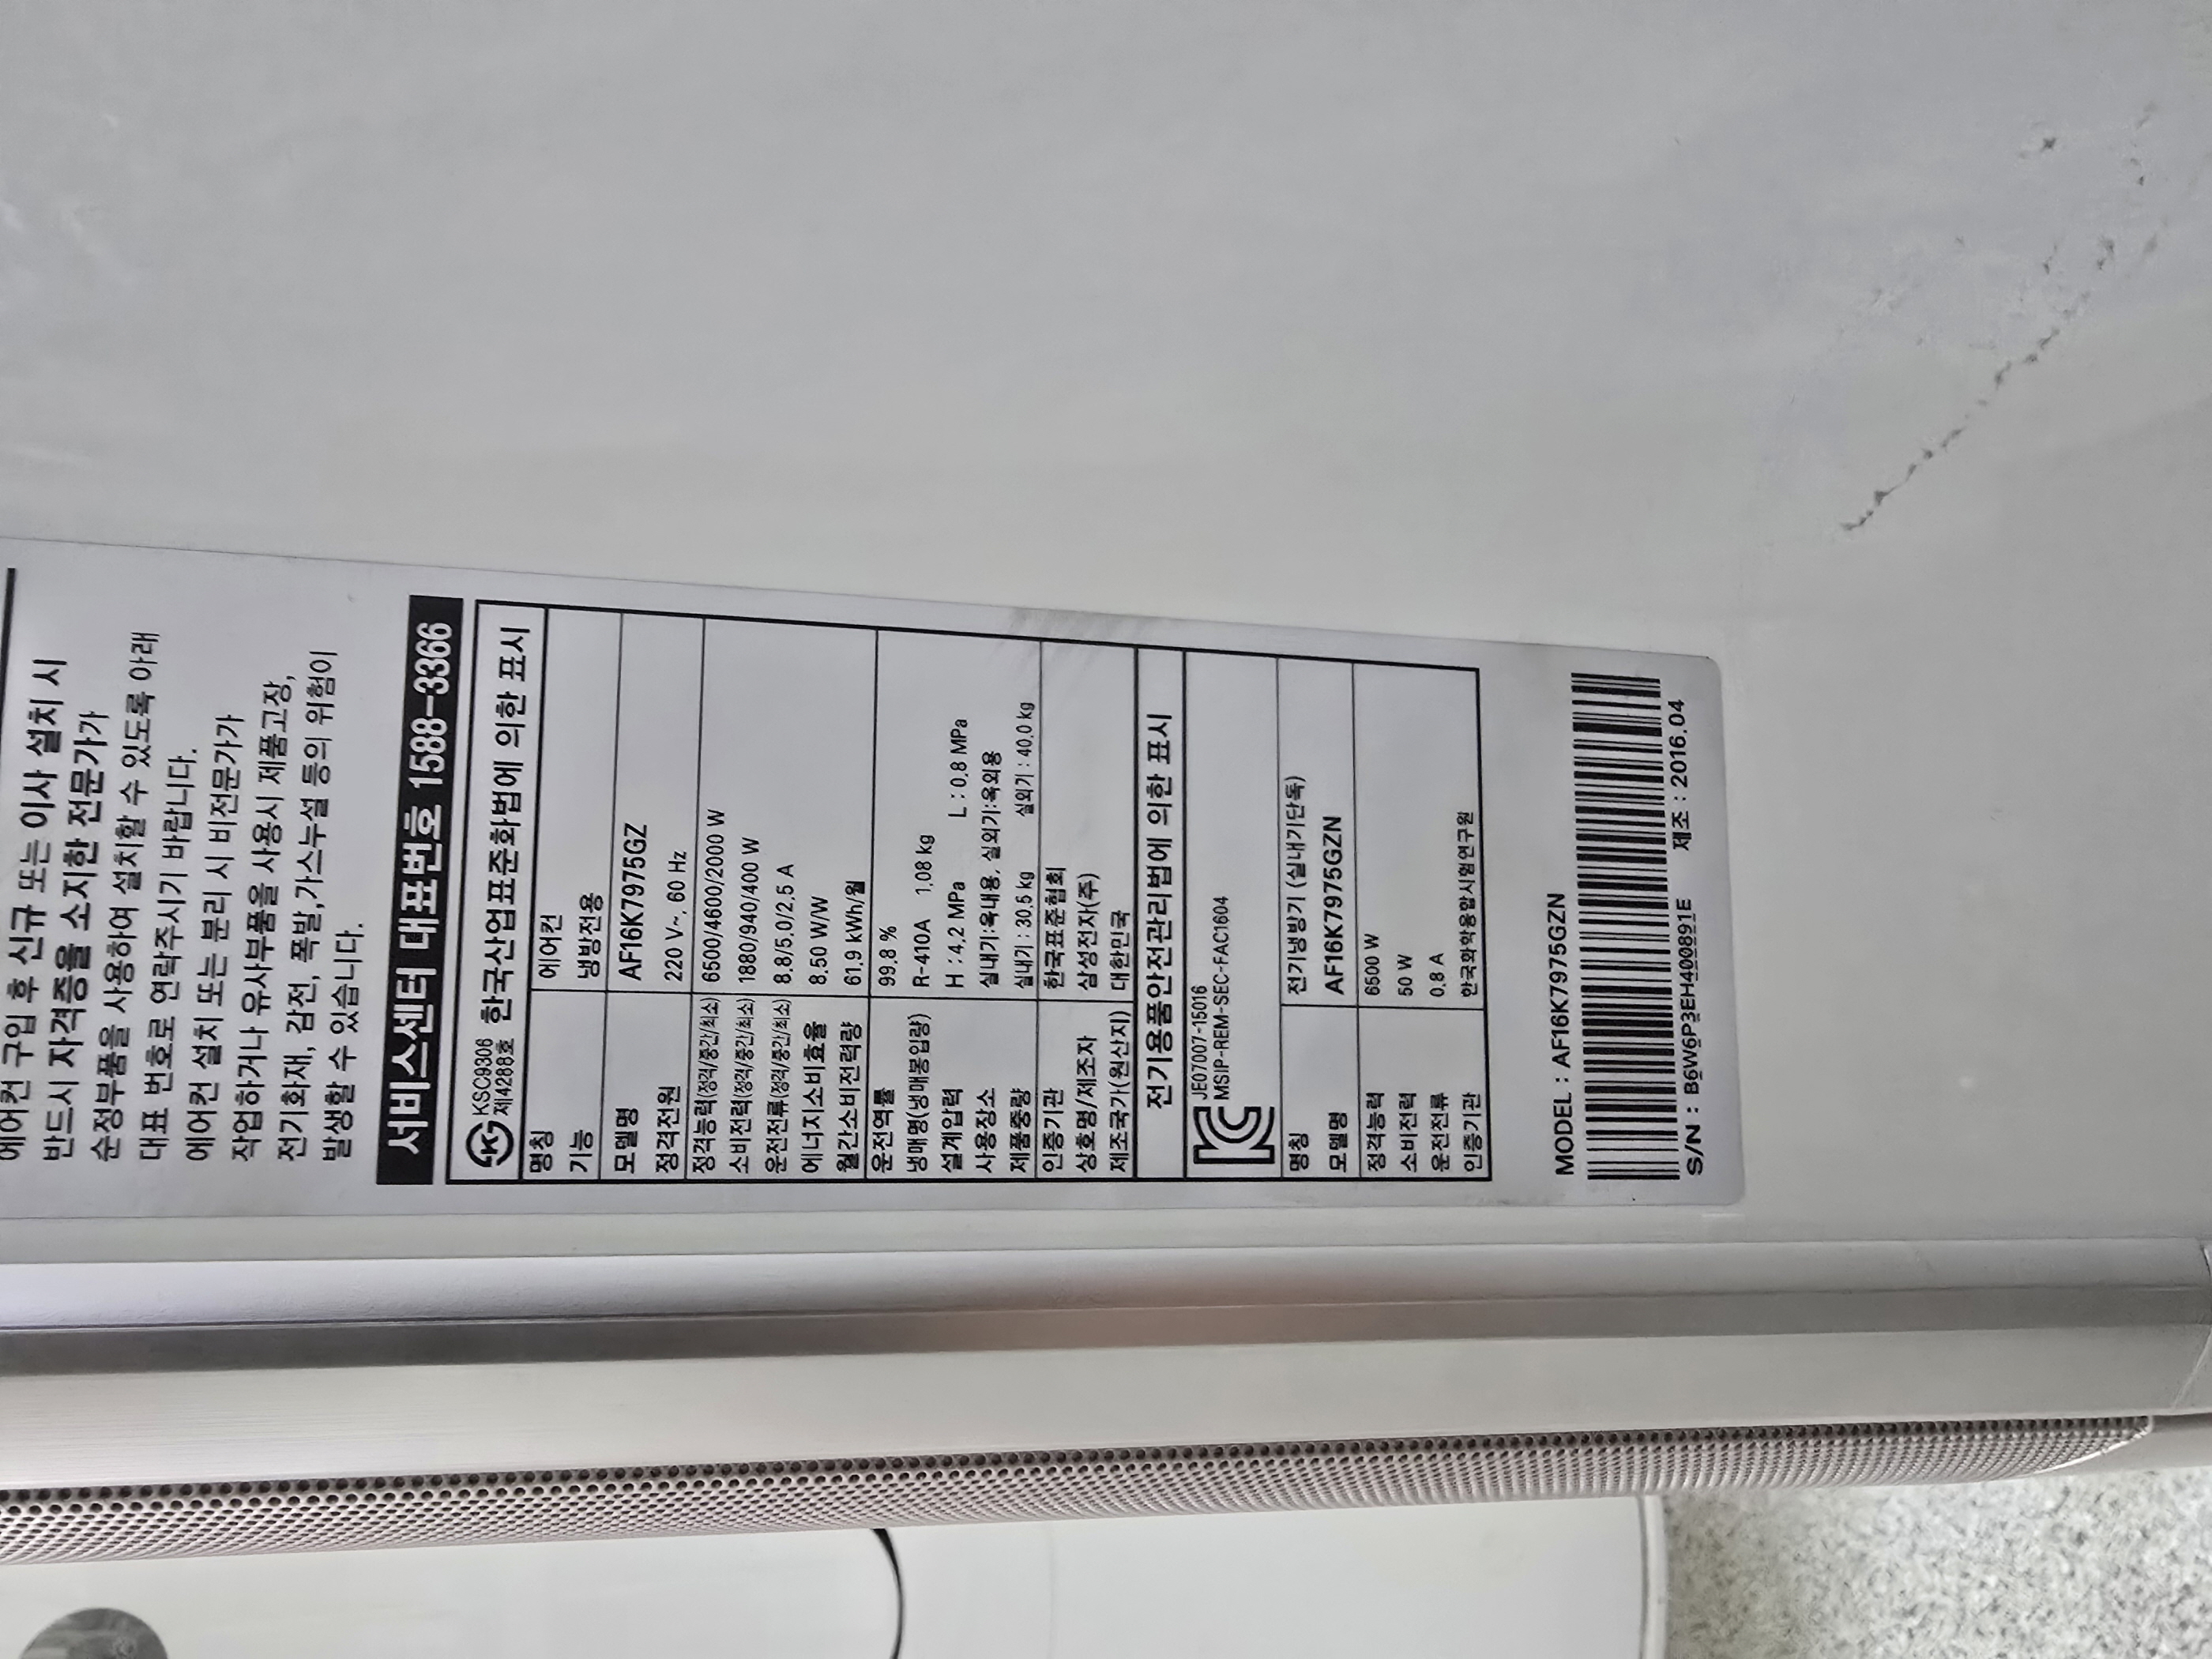 에어컨 구입 후 신규 또는 이사 설치 시
반드시 자격증을 소지한 전문가가
순정부품을 사용하여 설치할 수 있도록 아래
대표 번호로 연락주시기 바랍니다.
에어컨 설치 또는 분리 시 비전문가가
작업하거나 유사부품을 사용시 제품고장,
전기화재, 감전, 폭발,가스누설 등의 위험이
발생할 수 있습니다.
서비스센터 대표번호 1588-3366
KSC9306
제4288호
한국산업표준화법에 의한 표시
명칭 에어컨
기능 냉방전용
모델명 AF16K7975GZ
정격전원 220 V~, 60 Hz
정격능력(정격/중간/최소) 6500/4600/2000 W
소비전력(정격/중간/최소) 1880/940/400 W
운전전류(정격/중간/최소) 8.8/5.0/2.5 A
에너지소비효율 8.50 W/W
월간소비전력량 61.9 kWh/월
운전역률 99.8 %
냉매명(냉매봉입량) R-410A 1.08 kg
설계압력 H : 4.2 MPa L : 0.8 MPa
사용장소 실내기:옥내용, 실외기:옥외용
제품중량 실내기 : 30.5 kg 실외기 : 40.0 kg
인증기관 한국표준협회
상호명/제조자 삼성전자(주)
제조국가(원산지) 대한민국
전기용품안전관리법에 의한 표시
JE07007-15016
MSIP-REM-SEC-FAC1604
명칭 전기냉방기 (실내기단독)
모델명 AF16K7975GZN
정격능력 6500 W
소비전력 50 W
운전전류 0.8 A
인증기관 한국화학융합시험연구원
MODEL : AF16K7975GZN
S/N : B6W6P3EH400891E 제조 : 2016.04